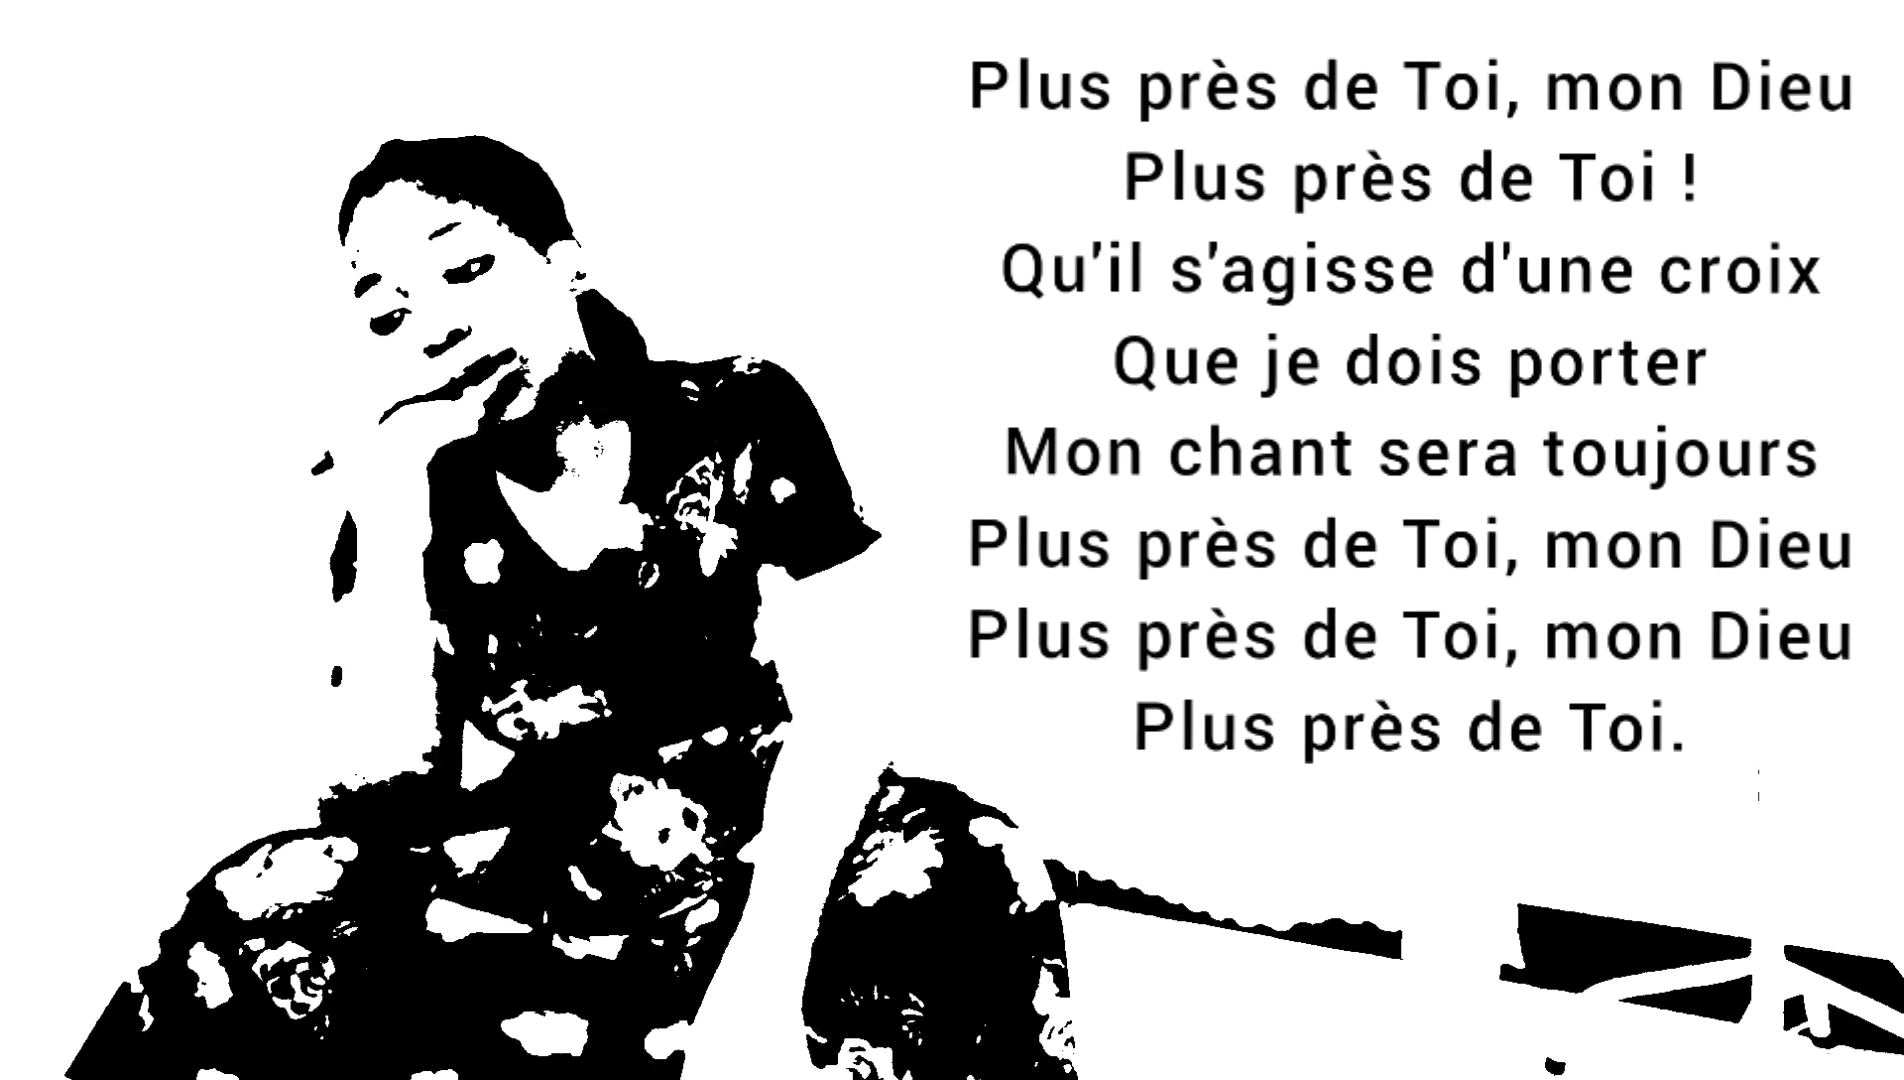 Plus près de Toi, mon Dieu
Plus près de Toi !
Qu'il s'agisse d'une croix
Que je dois porter
Mon chant sera toujours
Plus près de Toi, mon Dieu
Plus près de Toi, mon Dieu
Plus près de Toi.